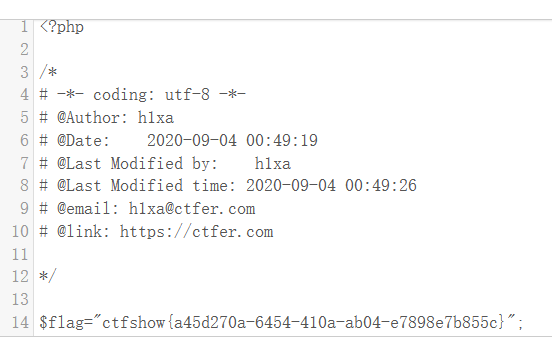 1 <?php
2
3 /*
4 # -*- coding: utf-8 -*-
5 # @Author: h1xa
6 # @Date:   2020-09-04 00:49:19
7 # @Last Modified by:   h1xa
8 # @Last Modified time: 2020-09-04 00:49:26
9 # @email: h1xa@ctfer.com
10 # @link: https://ctfer.com
11
12 */
13
14 $flag="ctfshow{a45d270a-6454-410a-ab04-e7898e7b855c}";